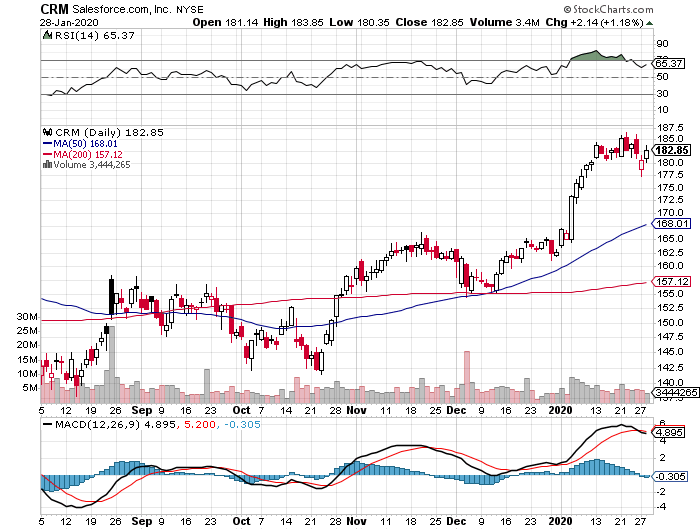 CRM Salesforce.com, Inc. NYSE © StockCharts.com
28-Jan-2020 Open 181.14 High 183.85 Low 180.35 Close 182.85 Volume 3.4M Chg +2.14 (+1.18%)
RSI(14) 65.37
90
70
65.37
50
30
10
CRM (Daily) 182.85
MA(50) 168.01
MA(200) 157.12
Volume 3,444,265
187.5
185.0
182.85
180.0
177.5
175.0
172.5
170.0
168.01
165.0
162.5
160.0
157.12
155.0
152.5
150.0
147.5
145.0
142.5
140.0
137.5
3444265
30M
25M
20M
15M
10M
5M
5 12 19 26 Sep 9 16 23 Oct 7 14 21 28 Nov 11 18 25 Dec 9 16 23 2020 13 21 27
MACD(12,26,9) 4.895, 5.200, -0.305
6
4.895
4
2
-0.305
-2
-4
5 12 19 26 Sep 9 16 23 Oct 7 14 21 28 Nov 11 18 25 Dec 9 16 23 2020 13 21 27